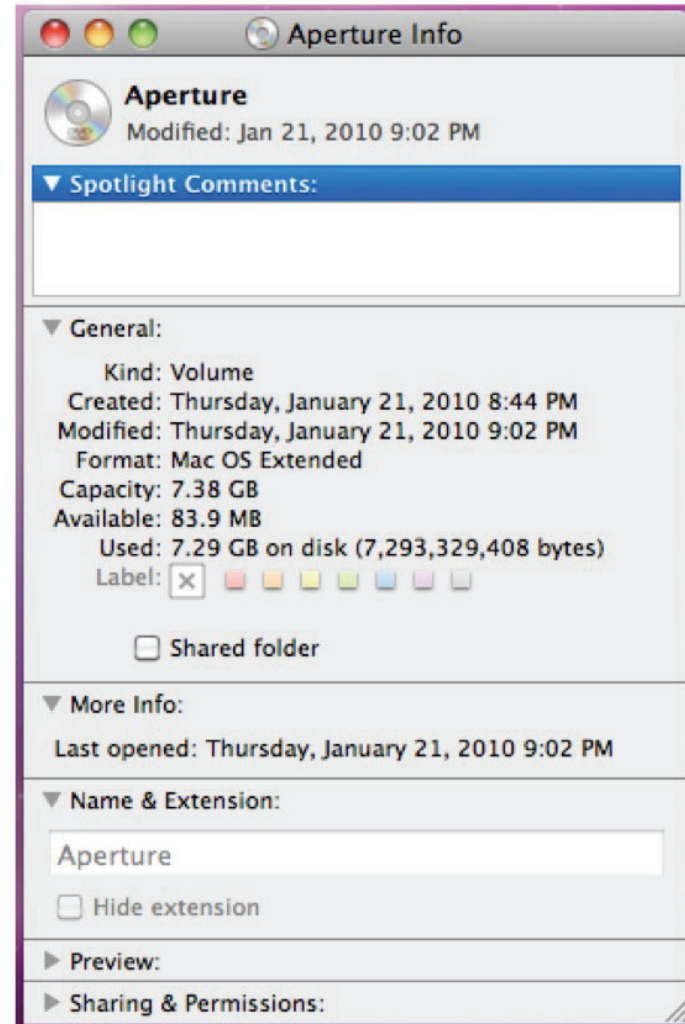 Aperture Info
Aperture
Modified: Jan 21, 2010 9:02 PM
Spotlight Comments:
General:
Kind: Volume
Created: Thursday, January 21, 2010 8:44 PM
Modified: Thursday, January 21, 2010 9:02 PM
Format: Mac OS Extended
Capacity: 7.38 GB
Available: 83.9 MB
Used: 7.29 GB on disk (7,293,329,408 bytes)
Label:
Shared folder
More Info:
Last opened: Thursday, January 21, 2010 9:02 PM
Name & Extension:
Aperture
Hide extension
Preview:
Sharing & Permissions: